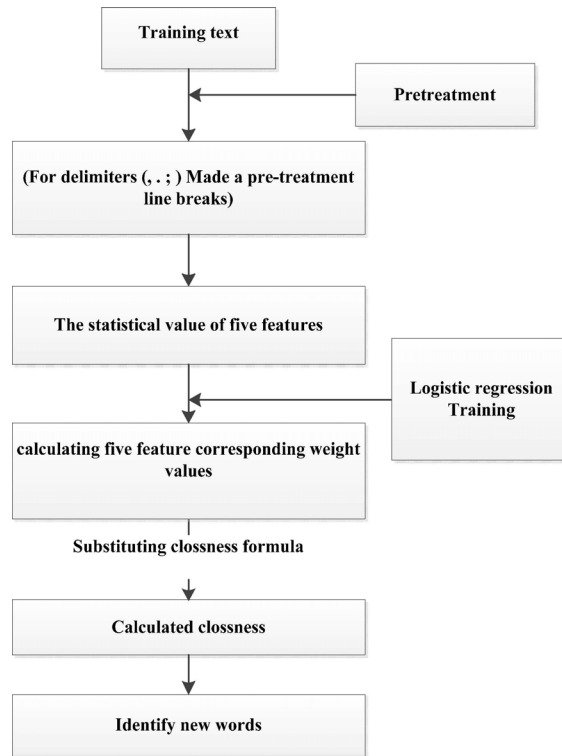 Training text
Pretreatment
(For delimiters (, . ; ) Made a pre-treatment
line breaks)
The statistical value of five features
Logistic regression
Training
calculating five feature corresponding weight
values
Substituting clossness formula
Calculated clossness
Identify new words